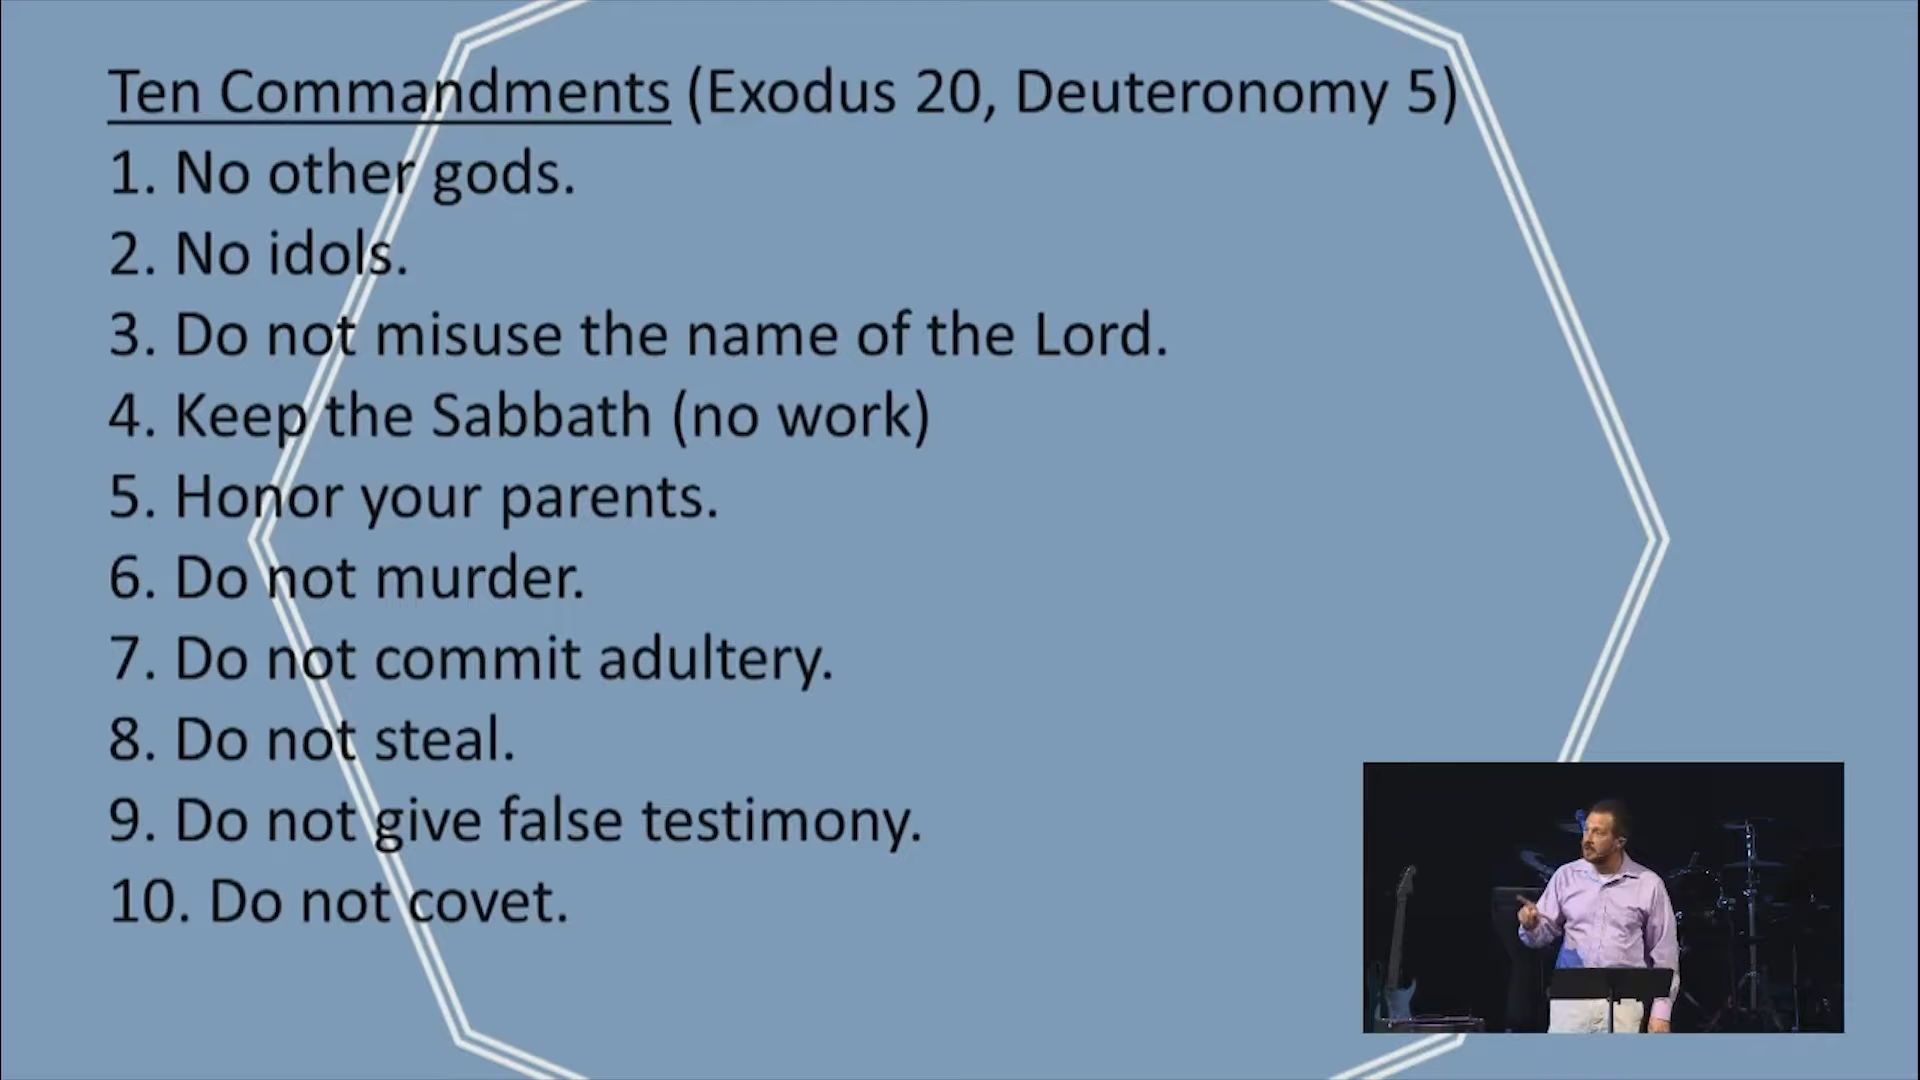 Ten Commandments (Exodus 20, Deuteronomy 5)
1. No other gods.
2. No idols.
3. Do not misuse the name of the Lord.
4. Keep the Sabbath (no work)
5. Honor your parents.
6. Do not murder.
7. Do not commit adultery.
8. Do not steal.
9. Do not give false testimony.
10. Do not covet.